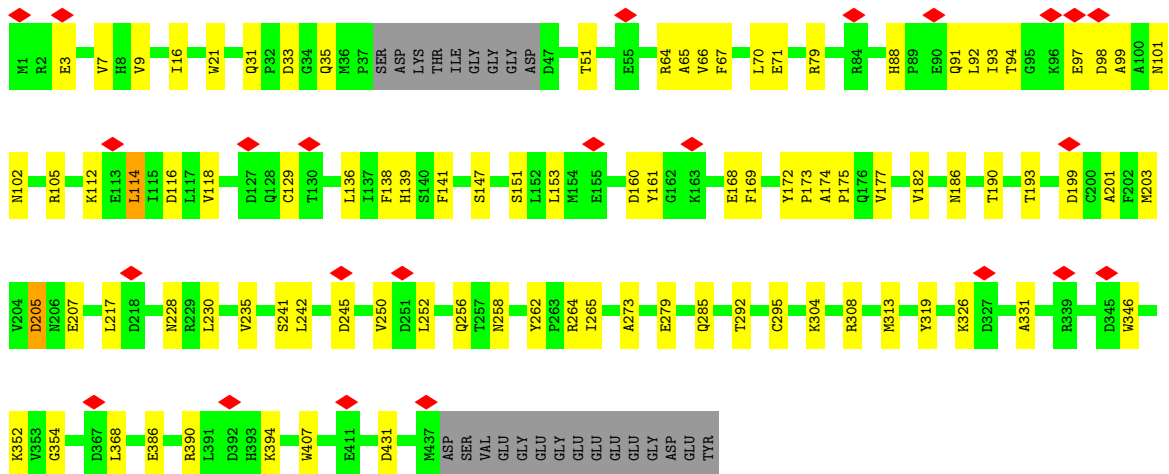 M1 R2 E3 V7 H8 V9 I16 W21 Q31 P32 D33 G34 Q35 M36 P37 SER ASP LYS THR ILE GLY GLY GLY ASP D47 T51 E55 R64 A65 V66 F67 L70 E71 R79 R84 H88 P89 E90 Q91 L92 I93 T94 G95 K96 E97 D98 A99 A100 N101
N102 R105 K112 E113 L114 I115 D116 L117 V118 D127 Q128 C129 T130 L136 I137 F138 H139 S140 F141 S147 S151 L152 L153 M154 E155 D160 Y161 G162 K163 E168 F169 Y172 P173 A174 P175 Q176 V177 V182 N186 T190 T193 D199 C200 A201 F202 M203
V204 D205 N206 E207 L217 D218 N228 R229 L230 V235 S241 L242 D245 V250 D251 L252 Q256 T257 N258 Y262 P263 R264 I265 A273 E279 Q285 T292 C295 K304 R308 M313 Y319 K326 D327 A331 R339 D345 W346
K352 V353 G354 D367 L368 E386 R390 L391 D392 H393 K394 W407 E411 D431 M437 ASP SER VAL GLU GLY GLU GLY GLU GLU GLU GLY ASP GLU TYR